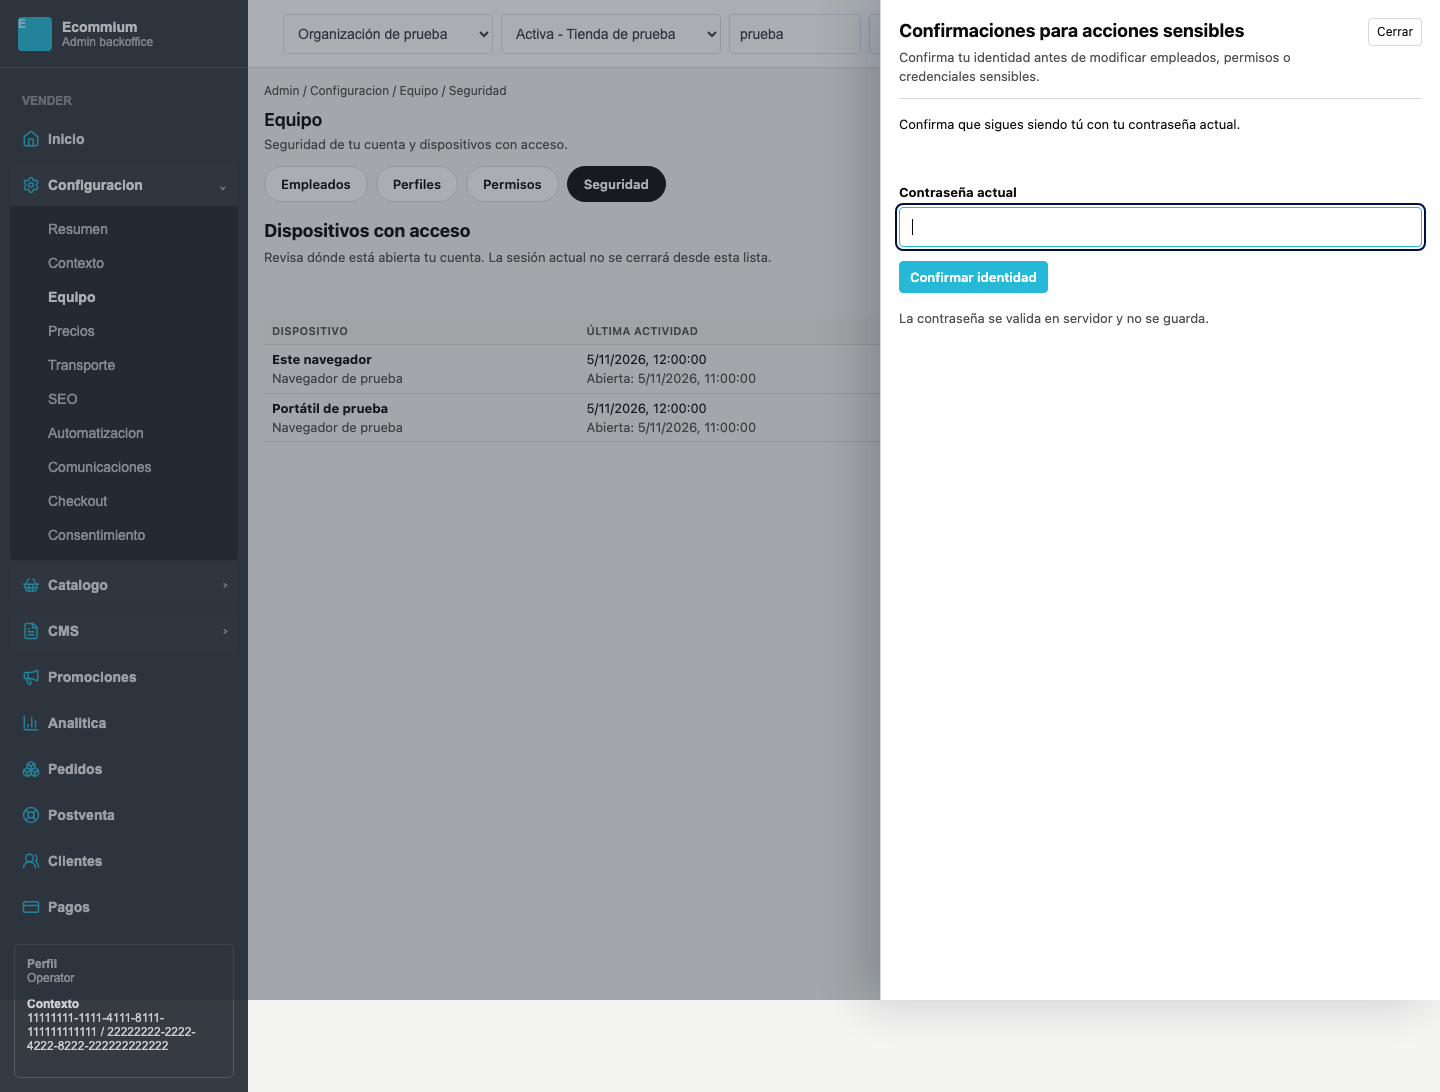 E
Ecommium
Admin backoffice
VENDER
Inicio
Configuracion
Resumen
Contexto
Equipo
Precios
Transporte
SEO
Automatizacion
Comunicaciones
Checkout
Consentimiento
Catalogo
CMS
Promociones
Analitica
Pedidos
Postventa
Clientes
Pagos
Perfil
Operator
Contexto
11111111-1111-4111-8111-
111111111111 / 22222222-2222-
4222-8222-222222222222
Organización de prueba
Activa - Tienda de prueba
prueba
Admin / Configuracion / Equipo / Seguridad
Equipo
Seguridad de tu cuenta y dispositivos con acceso.
Empleados
Perfiles
Permisos
Seguridad
Dispositivos con acceso
Revisa dónde está abierta tu cuenta. La sesión actual no se cerrará desde esta lista.
DISPOSITIVO
ÚLTIMA ACTIVIDAD
Este navegador
5/11/2026, 12:00:00
Navegador de prueba
Abierta: 5/11/2026, 11:00:00
Portátil de prueba
5/11/2026, 12:00:00
Navegador de prueba
Abierta: 5/11/2026, 11:00:00
Confirmaciones para acciones sensibles
Cerrar
Confirma tu identidad antes de modificar empleados, permisos o
credenciales sensibles.
Confirma que sigues siendo tú con tu contraseña actual.
Contraseña actual
Confirmar identidad
La contraseña se valida en servidor y no se guarda.